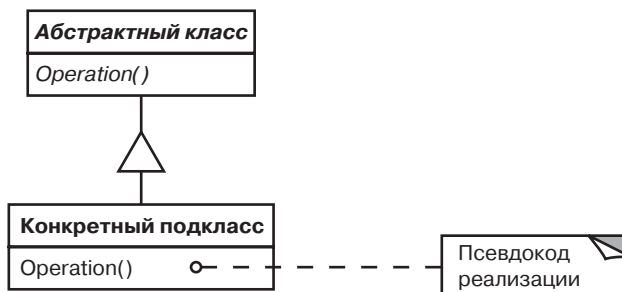 Абстрактный класс
Operation()
Конкретный подкласс
Operation()
Псевдокод
реализации